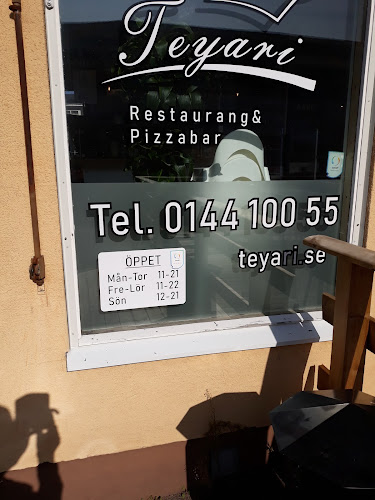 Teyari
Restaurang&
Pizzabar
Tel. 0144 100 55
teyari.se
ÖPPET
Mån-Tor 11-21
Fre-Lör 11-22
Sön 12-21